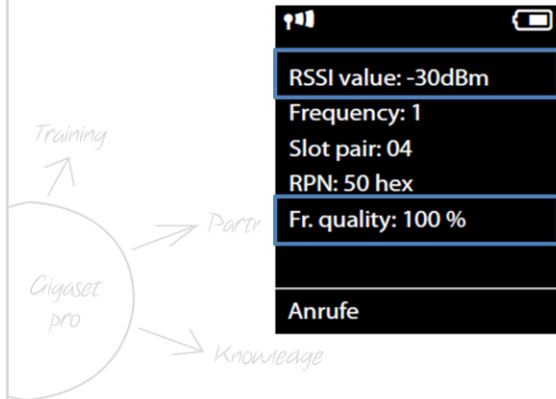 RSSI value: -30dBm
Frequency: 1
Slot pair: 04
RPN: 50 hex
Fr. quality: 100 %
Anrufe
Training
Partr
Gigaset
pro
Knowleage